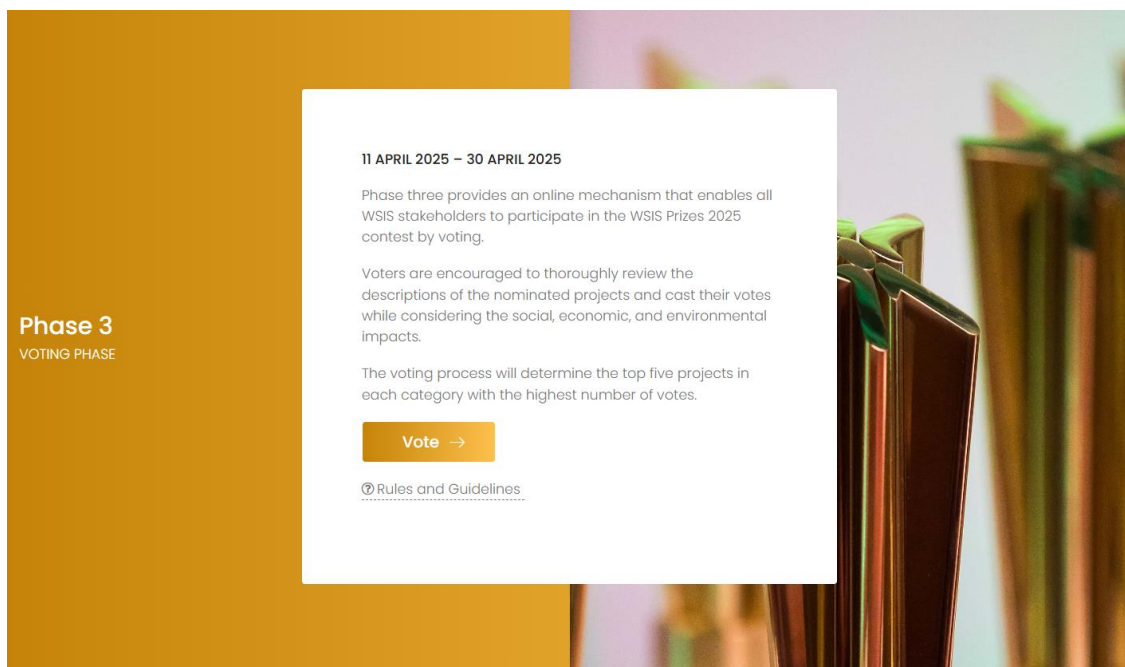 Phase 3
VOTING PHASE
11 APRIL 2025 – 30 APRIL 2025
Phase three provides an online mechanism that enables all
WSIS stakeholders to participate in the WSIS Prizes 2025
contest by voting.
Voters are encouraged to thoroughly review the
descriptions of the nominated projects and cast their votes
while considering the social, economic, and environmental
impacts.
The voting process will determine the top five projects in
each category with the highest number of votes.
Vote →
Rules and Guidelines